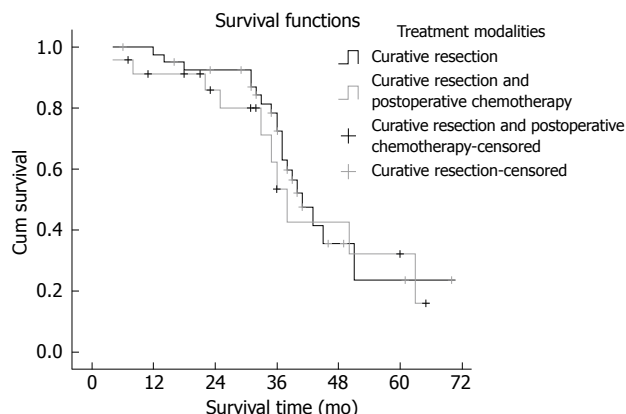 Survival functions
Treatment modalities
Curative resection
Curative resection and
postoperative chemotherapy
Curative resection and postoperative
chemotherapy-censored
Curative resection-censored
Cum survival
1.0
0.8
0.6
0.4
0.2
0.0
0 12 24 36 48 60 72
Survival time (mo)